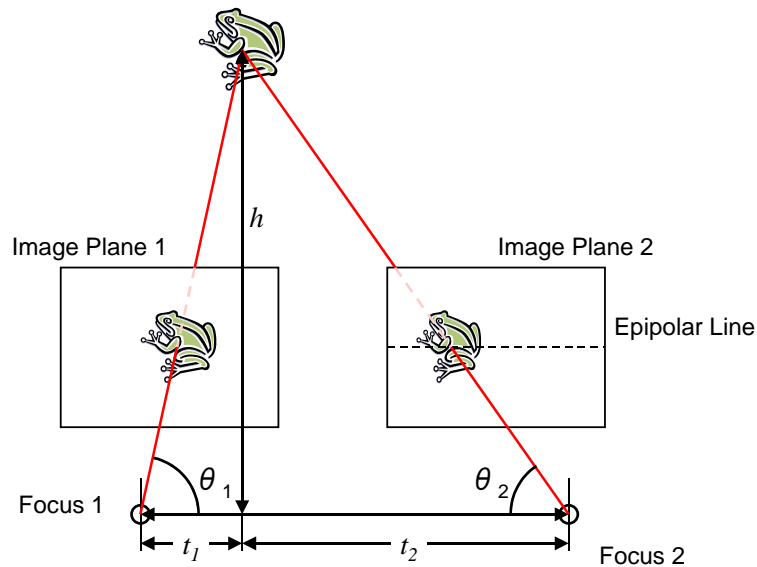 h
Image Plane 1
Image Plane 2
Epipolar Line
θ 1
θ 2
Focus 1
t1
t2
Focus 2